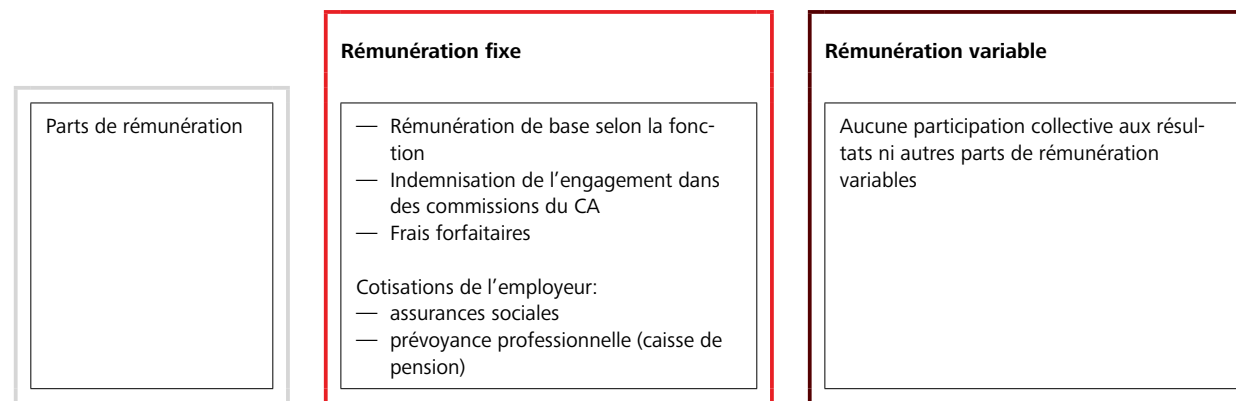 Rémunération fixe
Rémunération variable
Parts de rémunération
— Rémunération de base selon la fonc-
tion
— Indemnisation de l’engagement dans
des commissions du CA
— Frais forfaitaires
Cotisations de l’employeur:
— assurances sociales
— prévoyance professionnelle (caisse de
pension)
Aucune participation collective aux résul-
tats ni autres parts de rémunération
variables